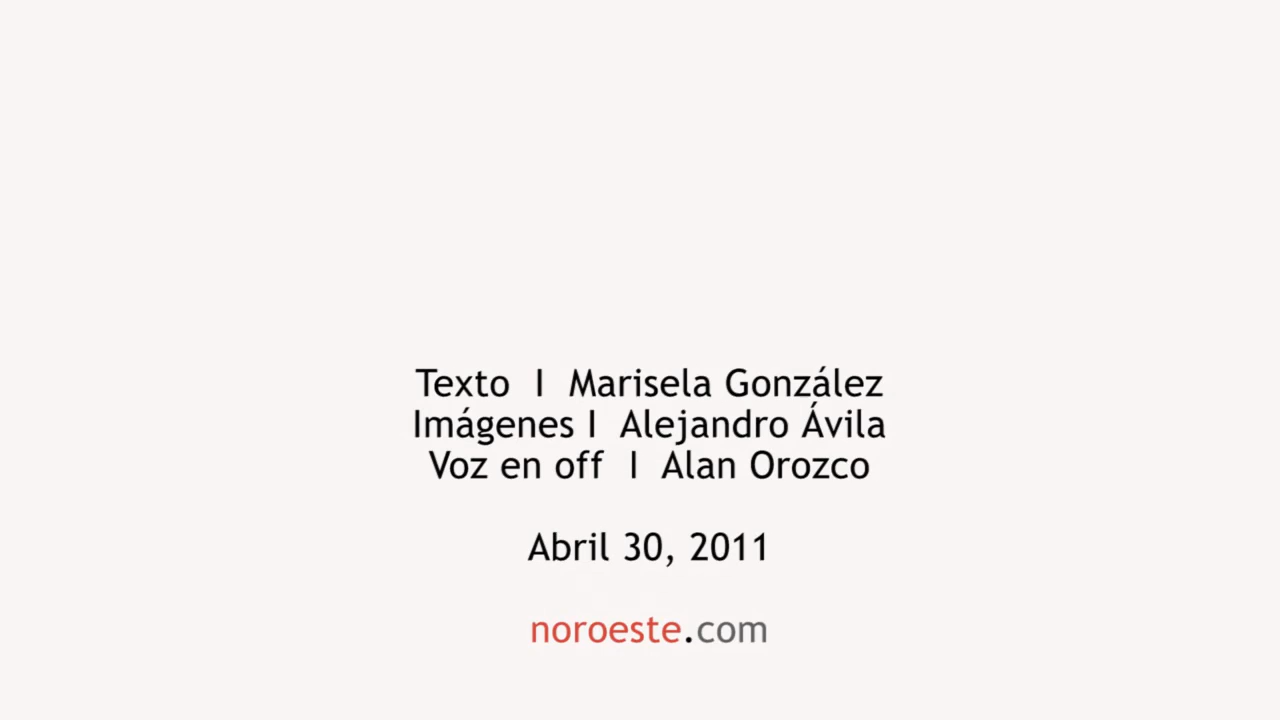 Texto I Marisela González
Imágenes I Alejandro Ávila
Voz en off I Alan Orozco
Abril 30, 2011
noroeste.com